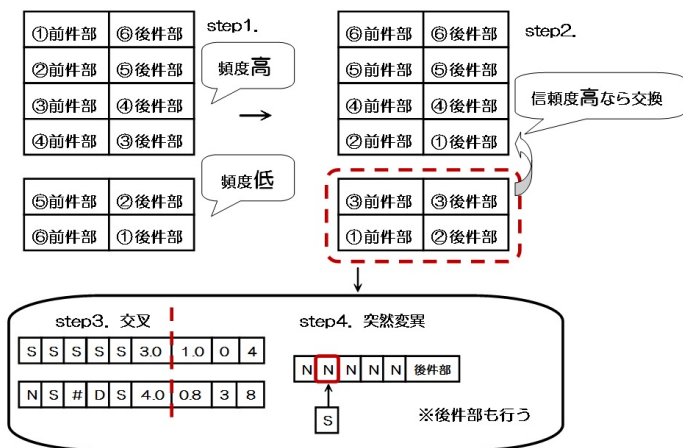 step1.
①前件部 ⑥後件部
②前件部 ⑤後件部
③前件部 ④後件部
④前件部 ③後件部
頻度高
⑤前件部 ②後件部
⑥前件部 ①後件部
頻度低
step2.
⑥前件部 ⑥後件部
⑤前件部 ⑤後件部
④前件部 ④後件部
②前件部 ①後件部
信頼度高なら交換
③前件部 ③後件部
①前件部 ②後件部
step3. 交叉
S S S S S 3.0 1.0 0 4
N S # D S 4.0 0.8 3 8
step4. 突然変異
N N N N N 後件部
S
※後件部も行う